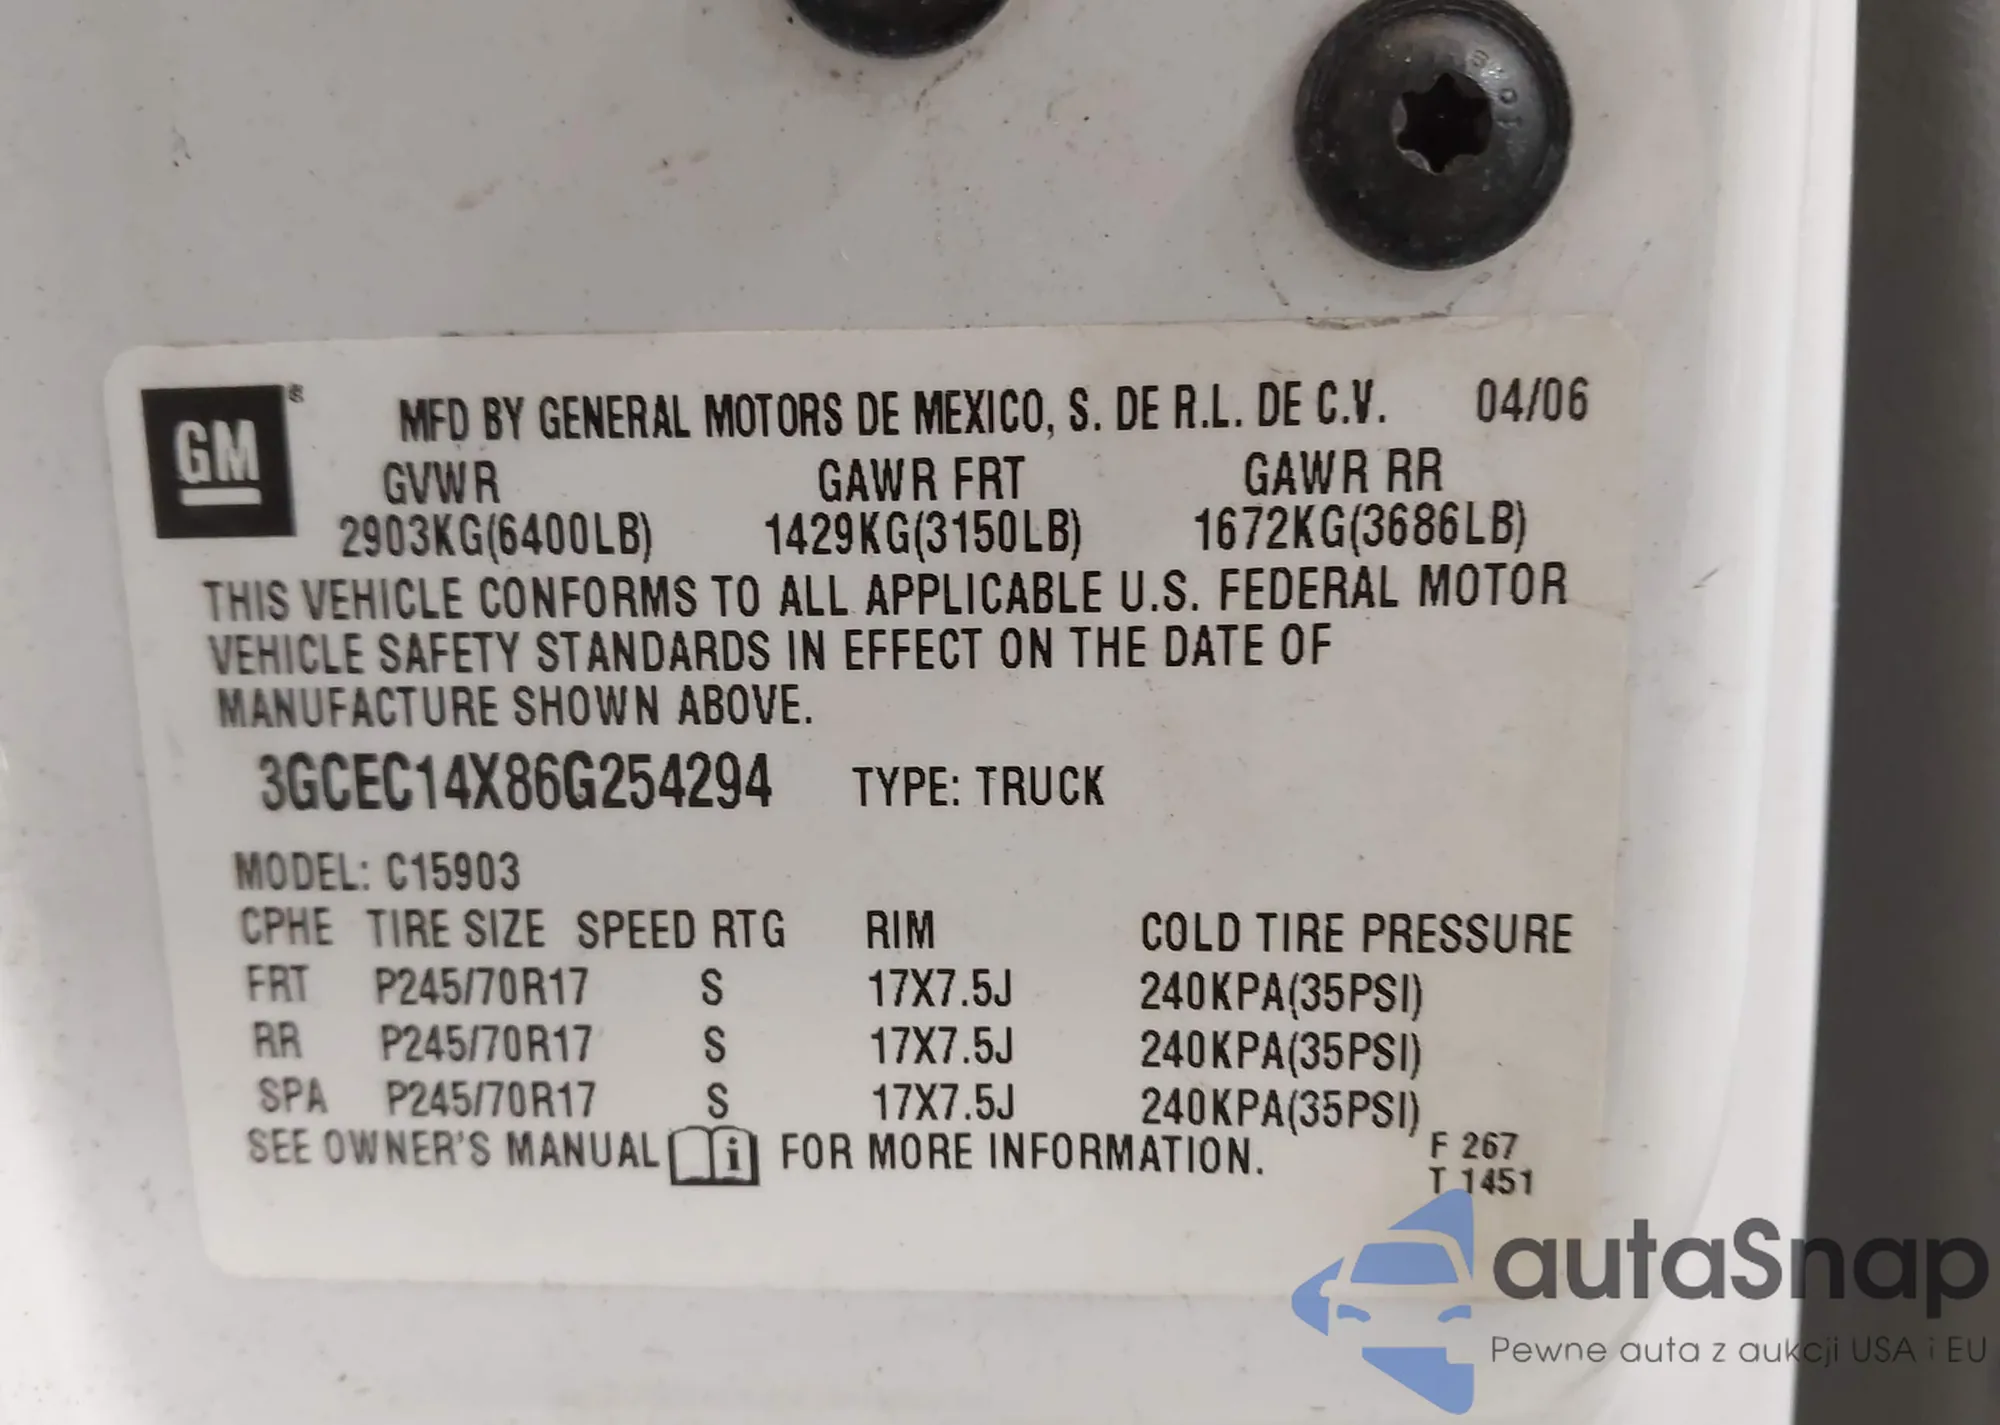 GM ® MFD BY GENERAL MOTORS DE MEXICO, S. DE R.L. DE C.V. 04/06
GVWR GAWR FRT GAWR RR
2903KG(6400LB) 1429KG(3150LB) 1672KG(3686LB)
THIS VEHICLE CONFORMS TO ALL APPLICABLE U.S. FEDERAL MOTOR
VEHICLE SAFETY STANDARDS IN EFFECT ON THE DATE OF
MANUFACTURE SHOWN ABOVE.
3GCEC14X86G254294 TYPE: TRUCK
MODEL: C15903
CPHE TIRE SIZE SPEED RTG RIM COLD TIRE PRESSURE
FRT P245/70R17 S 17X7.5J 240KPA(35PSI)
RR P245/70R17 S 17X7.5J 240KPA(35PSI)
SPA P245/70R17 S 17X7.5J 240KPA(35PSI)
SEE OWNER'S MANUAL i FOR MORE INFORMATION.
F 267
T 1451
autaSnap
Pewne auta z aukcji USA i EU